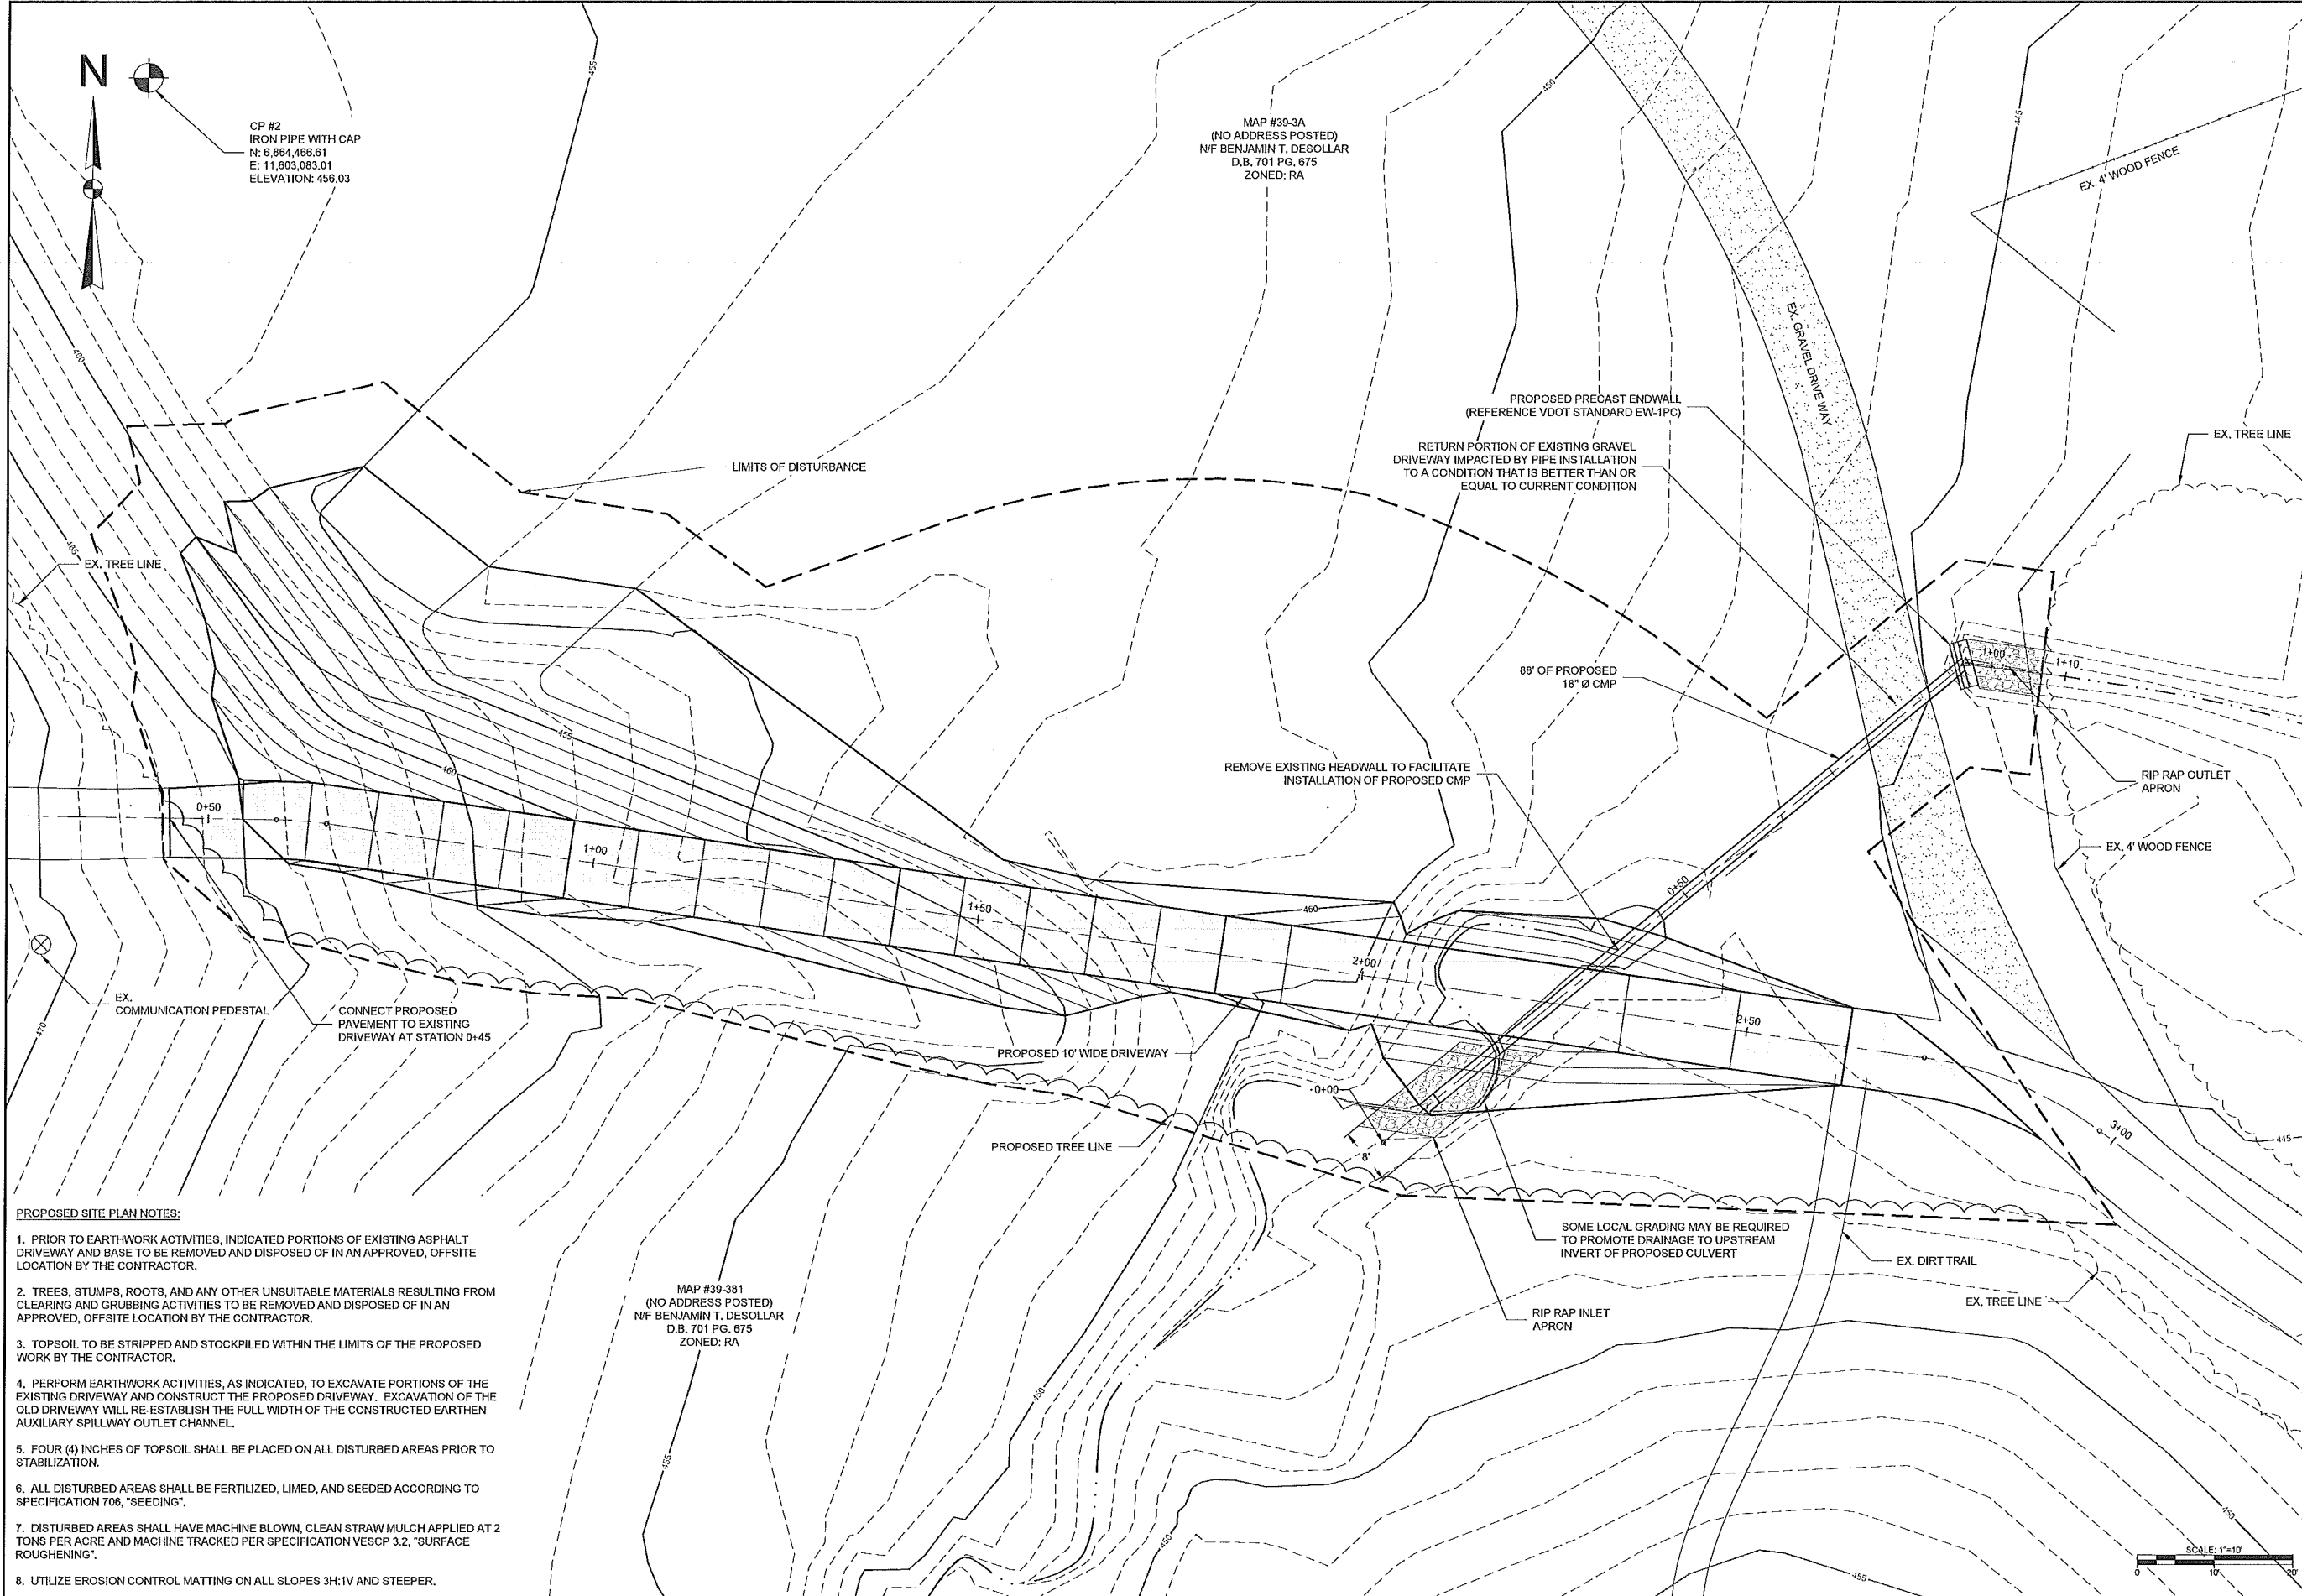 N
CP #2
IRON PIPE WITH CAP
N: 6,864,466.61
E: 11,603,083.01
ELEVATION: 456.03
455
MAP #39-3A
(NO ADDRESS POSTED)
N/F BENJAMIN T. DESOLLAR
D.B. 701 PG. 675
ZONED: RA
450
445
EX. 4' WOOD FENCE
EX. GRAVEL DRIVE WAY
PROPOSED PRECAST ENDWALL
(REFERENCE VDOT STANDARD EW-1PC)
RETURN PORTION OF EXISTING GRAVEL
DRIVEWAY IMPACTED BY PIPE INSTALLATION
TO A CONDITION THAT IS BETTER THAN OR
EQUAL TO CURRENT CONDITION
EX. TREE LINE
LIMITS OF DISTURBANCE
465
EX. TREE LINE
88' OF PROPOSED
18" Ø CMP
1+00
1+10
455
460
REMOVE EXISTING HEADWALL TO FACILITATE
INSTALLATION OF PROPOSED CMP
RIP RAP OUTLET
APRON
EX. 4' WOOD FENCE
0+50
1+00
1+50
450
2+00
0+50
2+50
3+00
445
EX.
COMMUNICATION PEDESTAL
470
CONNECT PROPOSED
PAVEMENT TO EXISTING
DRIVEWAY AT STATION 0+45
PROPOSED 10' WIDE DRIVEWAY
0+00
PROPOSED TREE LINE
8'
SOME LOCAL GRADING MAY BE REQUIRED
TO PROMOTE DRAINAGE TO UPSTREAM
INVERT OF PROPOSED CULVERT
EX. DIRT TRAIL
EX. TREE LINE
RIP RAP INLET
APRON
MAP #39-381
(NO ADDRESS POSTED)
N/F BENJAMIN T. DESOLLAR
D.B. 701 PG. 675
ZONED: RA
455
450
450
450
455
PROPOSED SITE PLAN NOTES:
1. PRIOR TO EARTHWORK ACTIVITIES, INDICATED PORTIONS OF EXISTING ASPHALT
DRIVEWAY AND BASE TO BE REMOVED AND DISPOSED OF IN AN APPROVED, OFFSITE
LOCATION BY THE CONTRACTOR.
2. TREES, STUMPS, ROOTS, AND ANY OTHER UNSUITABLE MATERIALS RESULTING FROM
CLEARING AND GRUBBING ACTIVITIES TO BE REMOVED AND DISPOSED OF IN AN
APPROVED, OFFSITE LOCATION BY THE CONTRACTOR.
3. TOPSOIL TO BE STRIPPED AND STOCKPILED WITHIN THE LIMITS OF THE PROPOSED
WORK BY THE CONTRACTOR.
4. PERFORM EARTHWORK ACTIVITIES, AS INDICATED, TO EXCAVATE PORTIONS OF THE
EXISTING DRIVEWAY AND CONSTRUCT THE PROPOSED DRIVEWAY. EXCAVATION OF THE
OLD DRIVEWAY WILL RE-ESTABLISH THE FULL WIDTH OF THE CONSTRUCTED EARTHEN
AUXILIARY SPILLWAY OUTLET CHANNEL.
5. FOUR (4) INCHES OF TOPSOIL SHALL BE PLACED ON ALL DISTURBED AREAS PRIOR TO
STABILIZATION.
6. ALL DISTURBED AREAS SHALL BE FERTILIZED, LIMED, AND SEEDED ACCORDING TO
SPECIFICATION 706, "SEEDING".
7. DISTURBED AREAS SHALL HAVE MACHINE BLOWN, CLEAN STRAW MULCH APPLIED AT 2
TONS PER ACRE AND MACHINE TRACKED PER SPECIFICATION VESCP 3.2, "SURFACE
ROUGHENING".
8. UTILIZE EROSION CONTROL MATTING ON ALL SLOPES 3H:1V AND STEEPER.
SCALE: 1"=10'
0 10' 20'